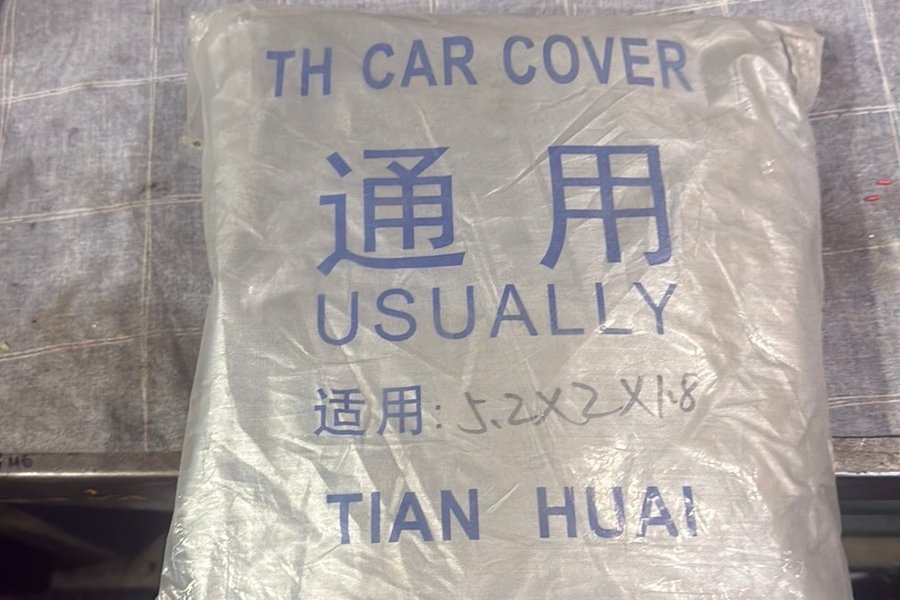 TH CAR COVER
通用
USUALLY
适用: 5.2X2X1.8
TIAN HUAI